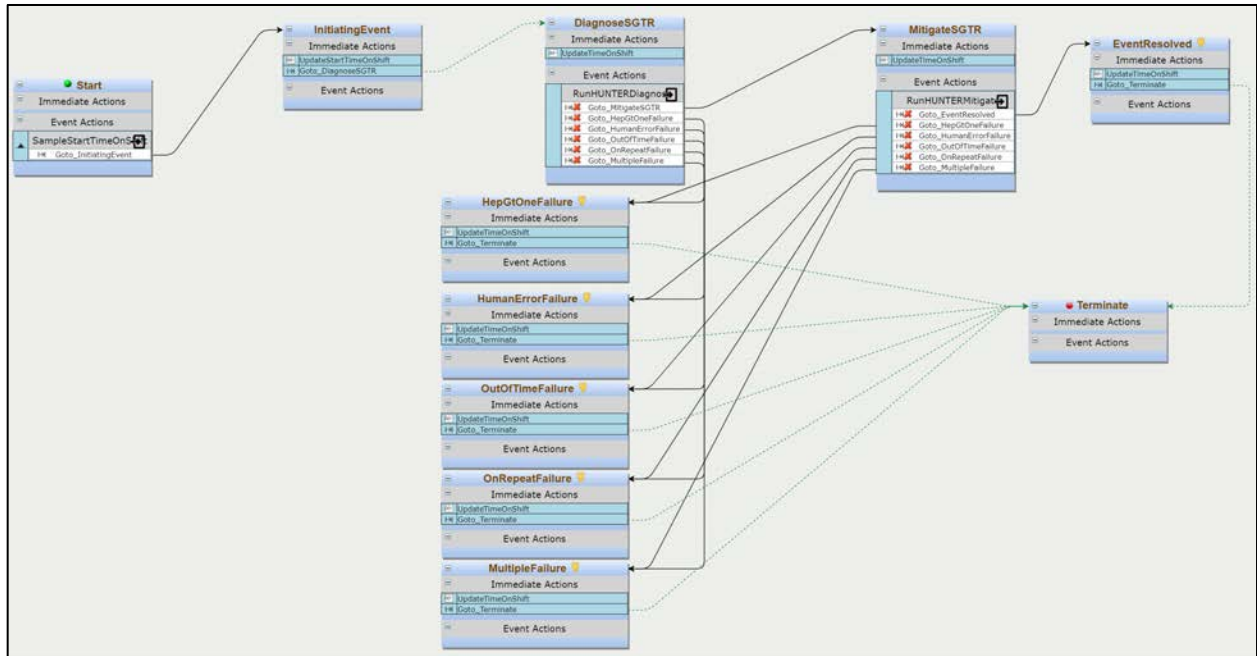 Start
Immediate Actions
Event Actions
SampleStartTimeOnS
Goto_InitiatingEvent
InitiatingEvent
Immediate Actions
UpdateStartTimeOnShift
Goto_DiagnoseSGTR
Event Actions
DiagnoseSGTR
Immediate Actions
UpdateTimeOnShift
Event Actions
RunHUNTERDiagnos
Goto_MitigateSGTR
Goto_HepGtOneFailure
Goto_HumanErrorFailure
Goto_OutOfTimeFailure
Goto_OnRepeatFailure
Goto_MultipleFailure
MitigateSGTR
Immediate Actions
UpdateTimeOnShift
Event Actions
RunHUNTERMitigat
Goto_EventResolved
Goto_HepGtOneFailure
Goto_HumanErrorFailure
Goto_OutOfTimeFailure
Goto_OnRepeatFailure
Goto_MultipleFailure
EventResolved
Immediate Actions
UpdateTimeOnShift
Goto_Terminate
Event Actions
HepGtOneFailure
Immediate Actions
UpdateTimeOnShift
Goto_Terminate
Event Actions
HumanErrorFailure
Immediate Actions
UpdateTimeOnShift
Goto_Terminate
Event Actions
OutOfTimeFailure
Immediate Actions
UpdateTimeOnShift
Goto_Terminate
Event Actions
OnRepeatFailure
Immediate Actions
UpdateTimeOnShift
Goto_Terminate
Event Actions
MultipleFailure
Immediate Actions
UpdateTimeOnShift
Goto_Terminate
Event Actions
Terminate
Immediate Actions
Event Actions